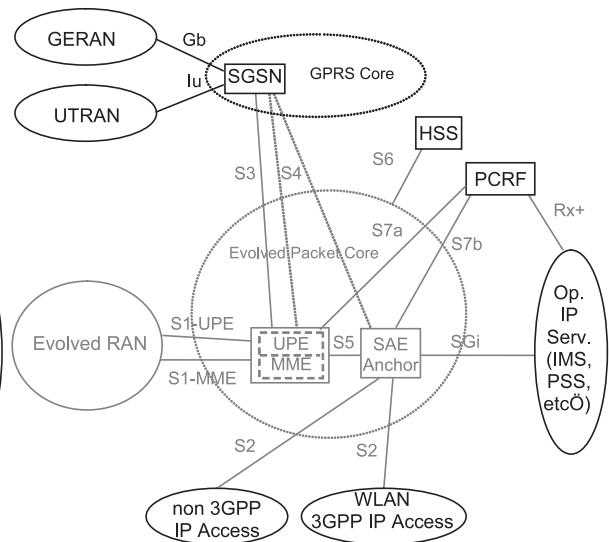 GERAN
Gb
SGSN
GPRS Core
Iu
UTRAN
HSS
S6
S3
S4
PCRF
S7a
Rx+
S7b
Evolved Packet Core
Op.
IP
Serv.
(IMS,
PSS,
etcÖ)
S1-UPE
Evolved RAN
UPE
MME
S5
SAE
Anchor
SGi
S1-MME
S2
S2
non 3GPP
IP Access
WLAN
3GPP IP Access